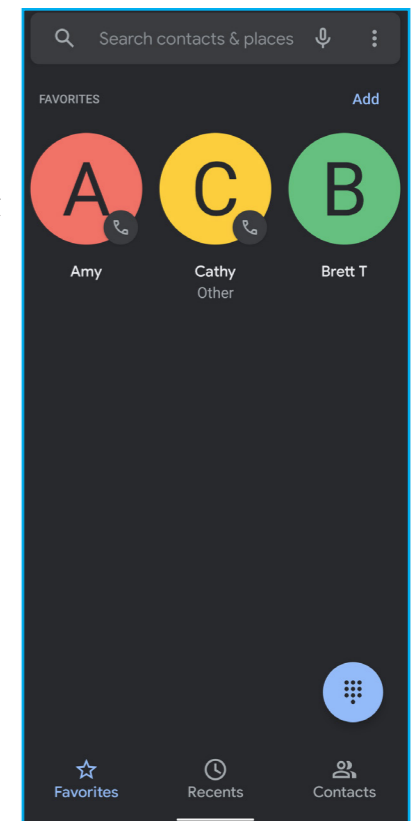 Search contacts & places
FAVORITES Add
A C B
Amy Cathy Brett T
Other
Favorites Recents Contacts